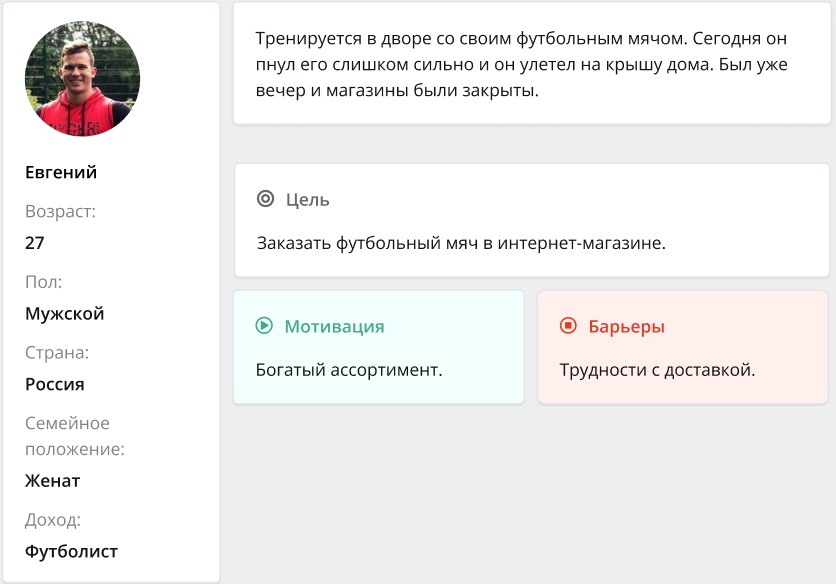 Евгений
Возраст:
27
Пол:
Мужской
Страна:
Россия
Семейное
положение:
Женат
Доход:
Футболист
Тренируется в дворе со своим футбольным мячом. Сегодня он
пнул его слишком сильно и он улетел на крышу дома. Был уже
вечер и магазины были закрыты.
Цель
Заказать футбольный мяч в интернет-магазине.
Мотивация
Богатый ассортимент.
Барьеры
Трудности с доставкой.